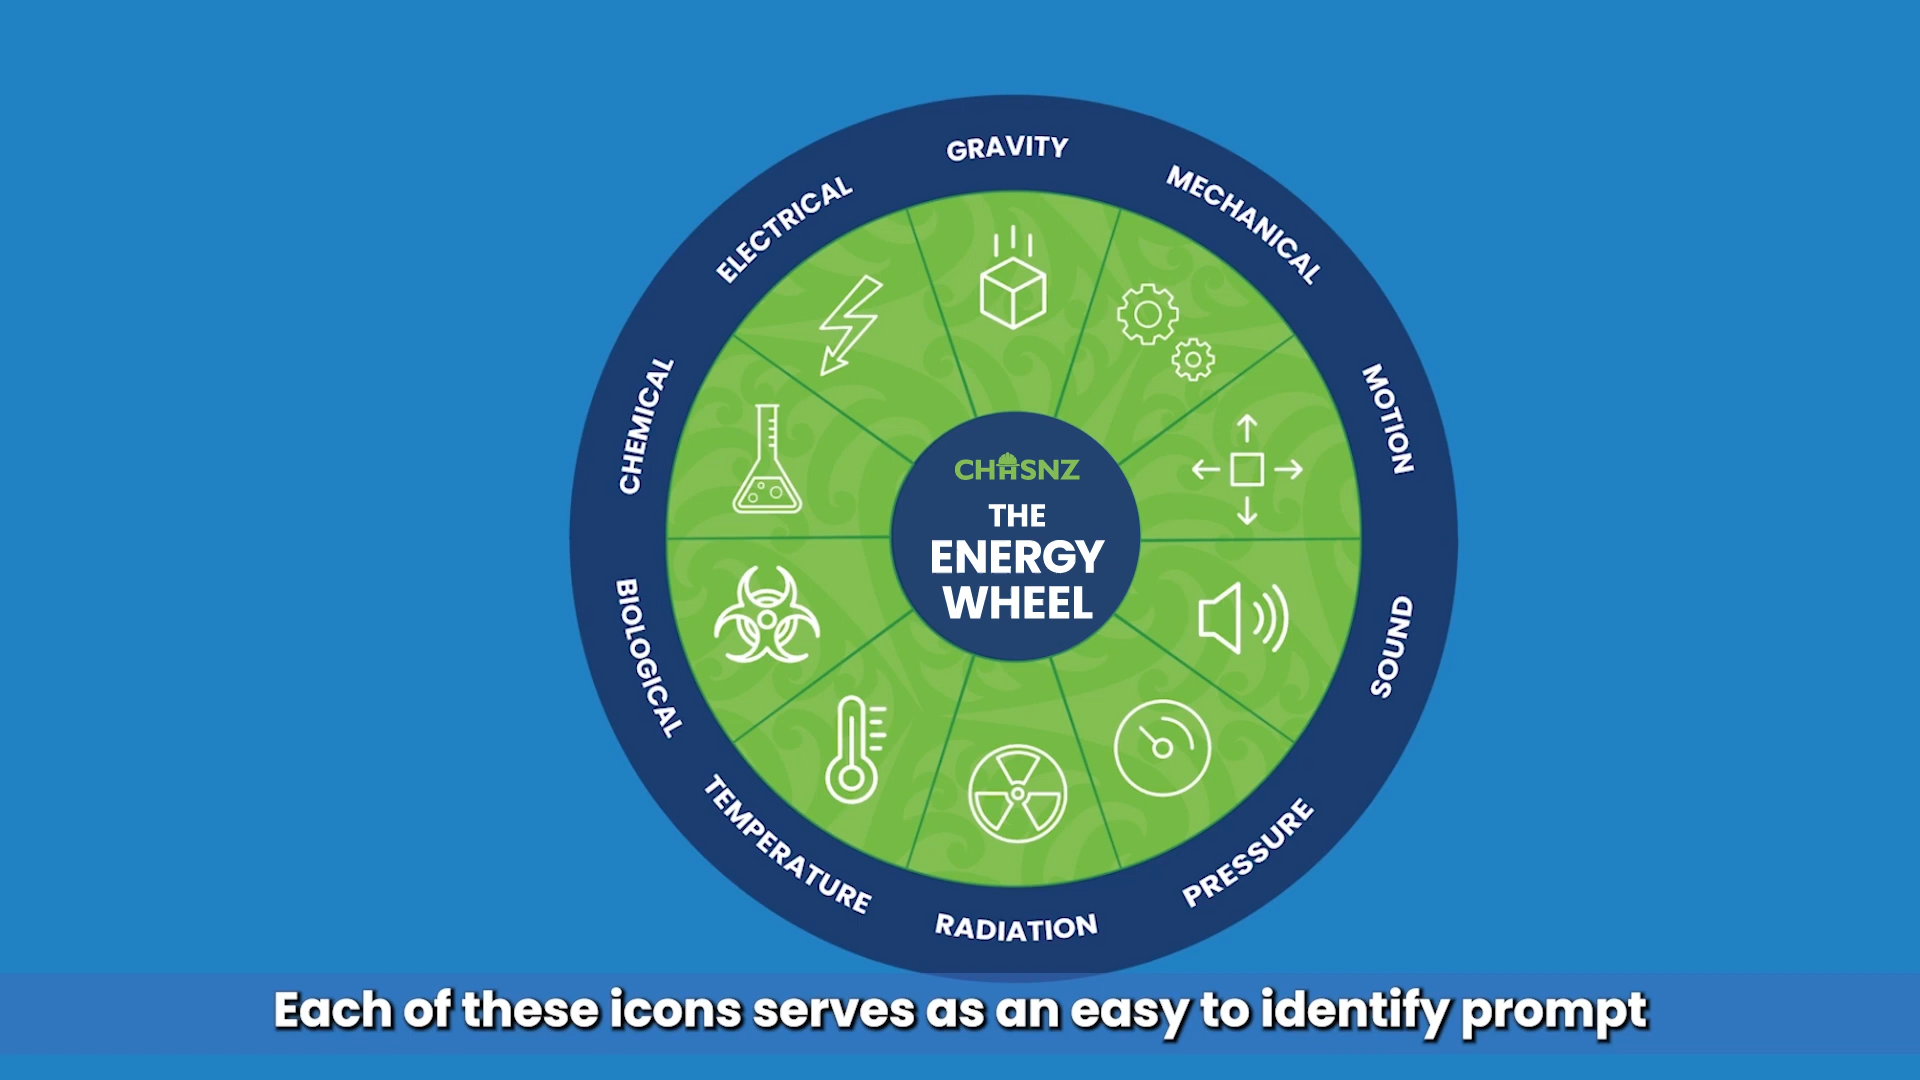 GRAVITY
MECHANICAL
MOTION
SOUND
PRESSURE
RADIATION
TEMPERATURE
BIOLOGICAL
CHEMICAL
ELECTRICAL
CHASNZ
THE
ENERGY
WHEEL
Each of these icons serves as an easy to identify prompt